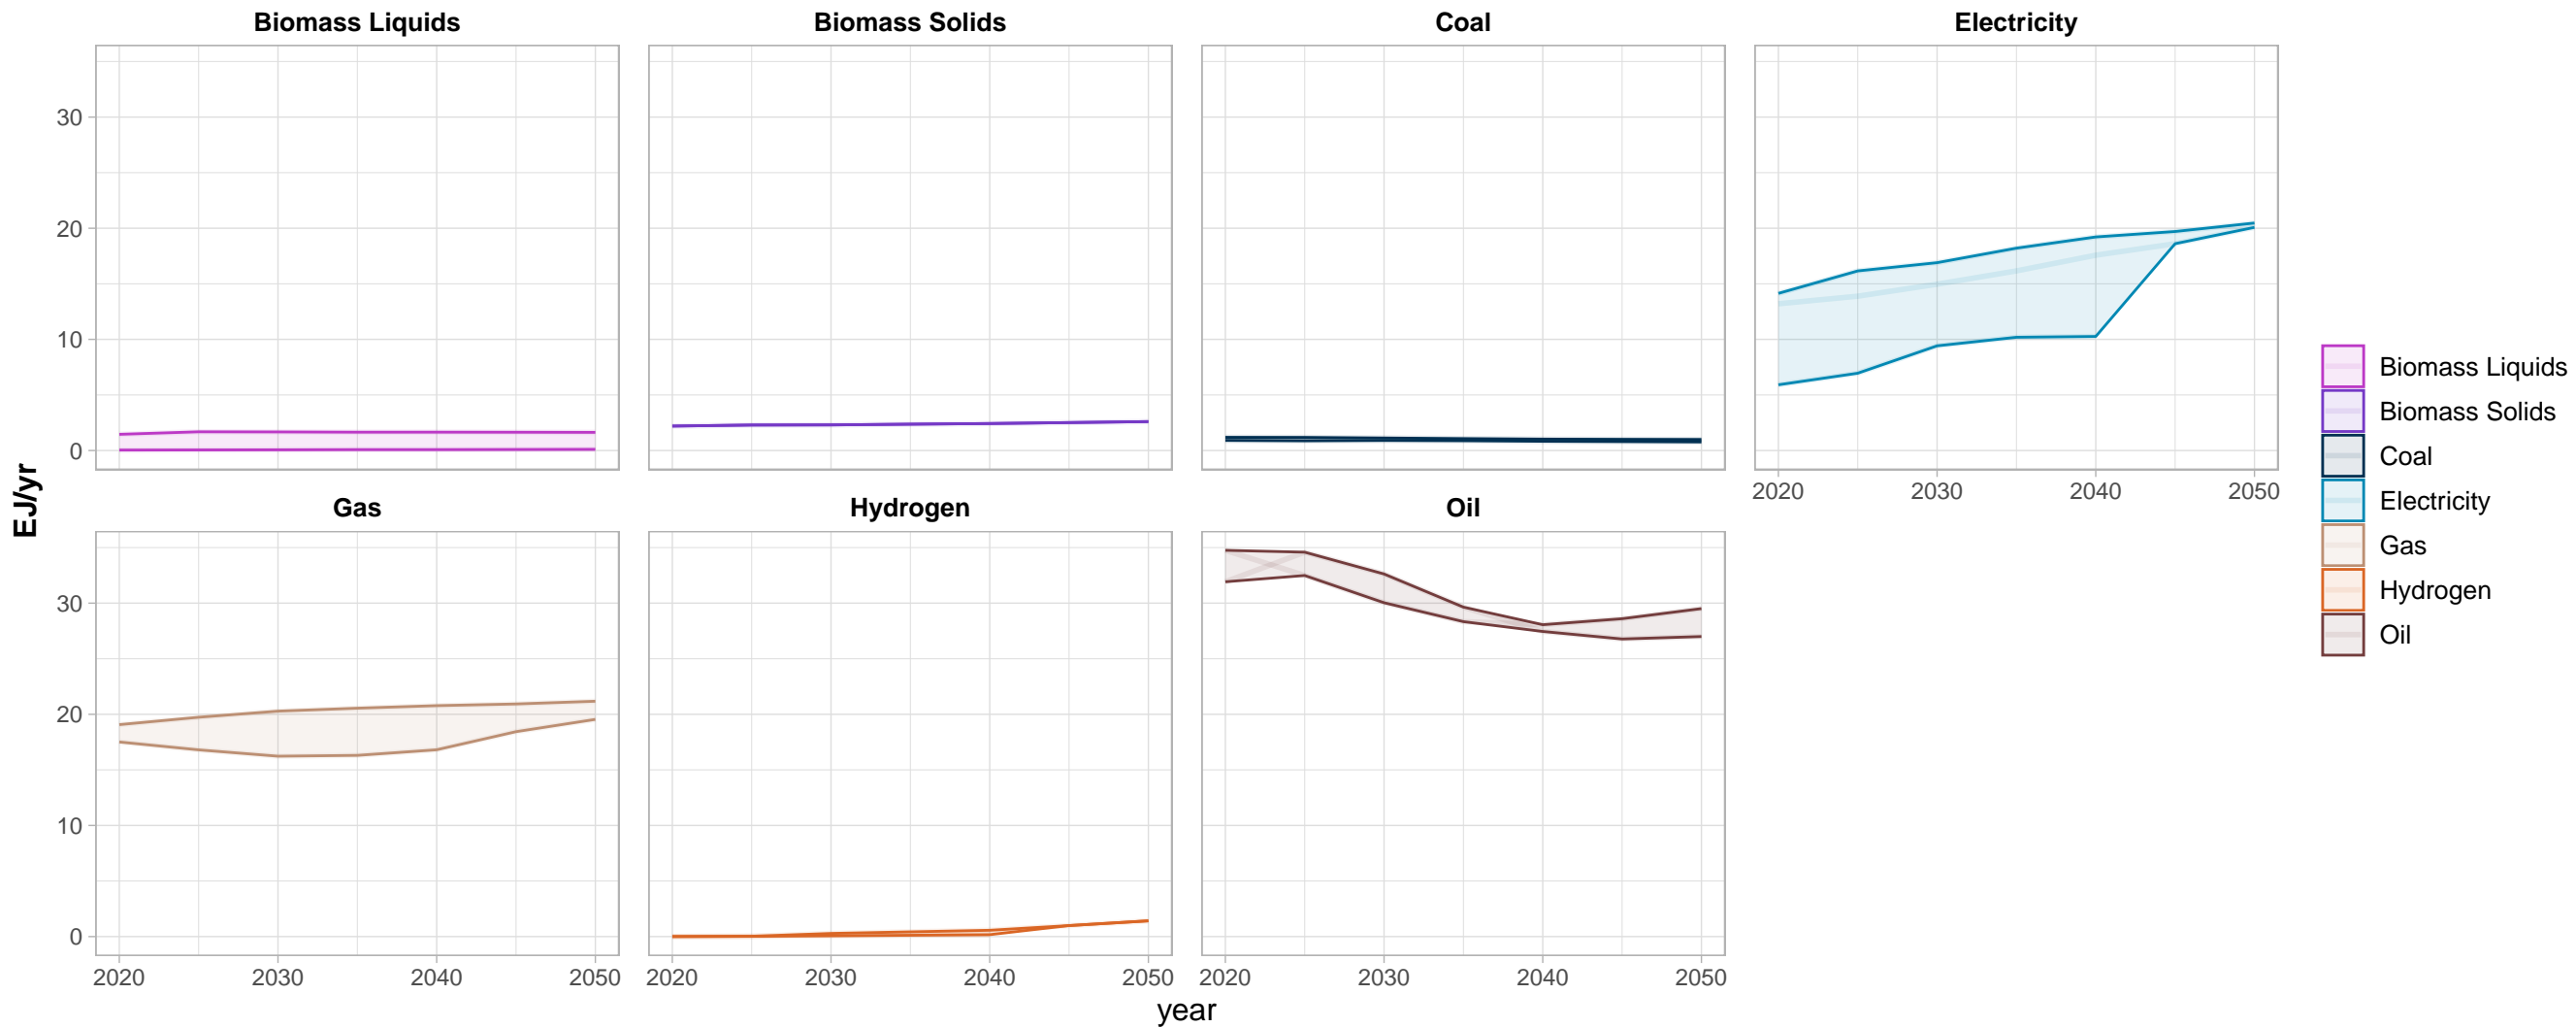 Biomass Liquids
Biomass Solids
Coal
Electricity
30
20
10
0
2020 2030 2040 2050
EJ/yr
Gas
Hydrogen
Oil
30
20
10
0
2020 2030 2040 2050
2020 2030 2040 2050
2020 2030 2040 2050
year
Biomass Liquids
Biomass Solids
Coal
Electricity
Gas
Hydrogen
Oil